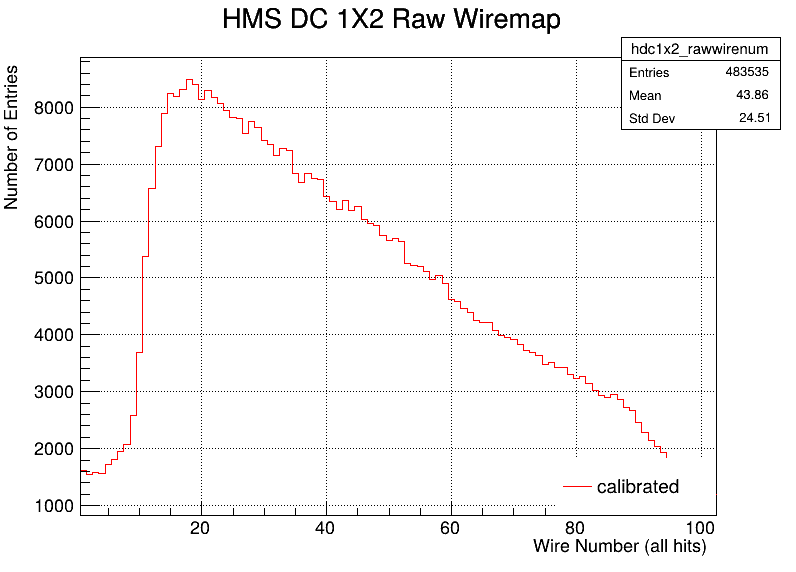 HMS DC 1X2 Raw Wiremap
hdc1x2_rawwirenum
Entries 483535
Mean 43.86
Std Dev 24.51
Number of Entries
8000
7000
6000
5000
4000
3000
2000
1000
calibrated
20 40 60 80 100
Wire Number (all hits)